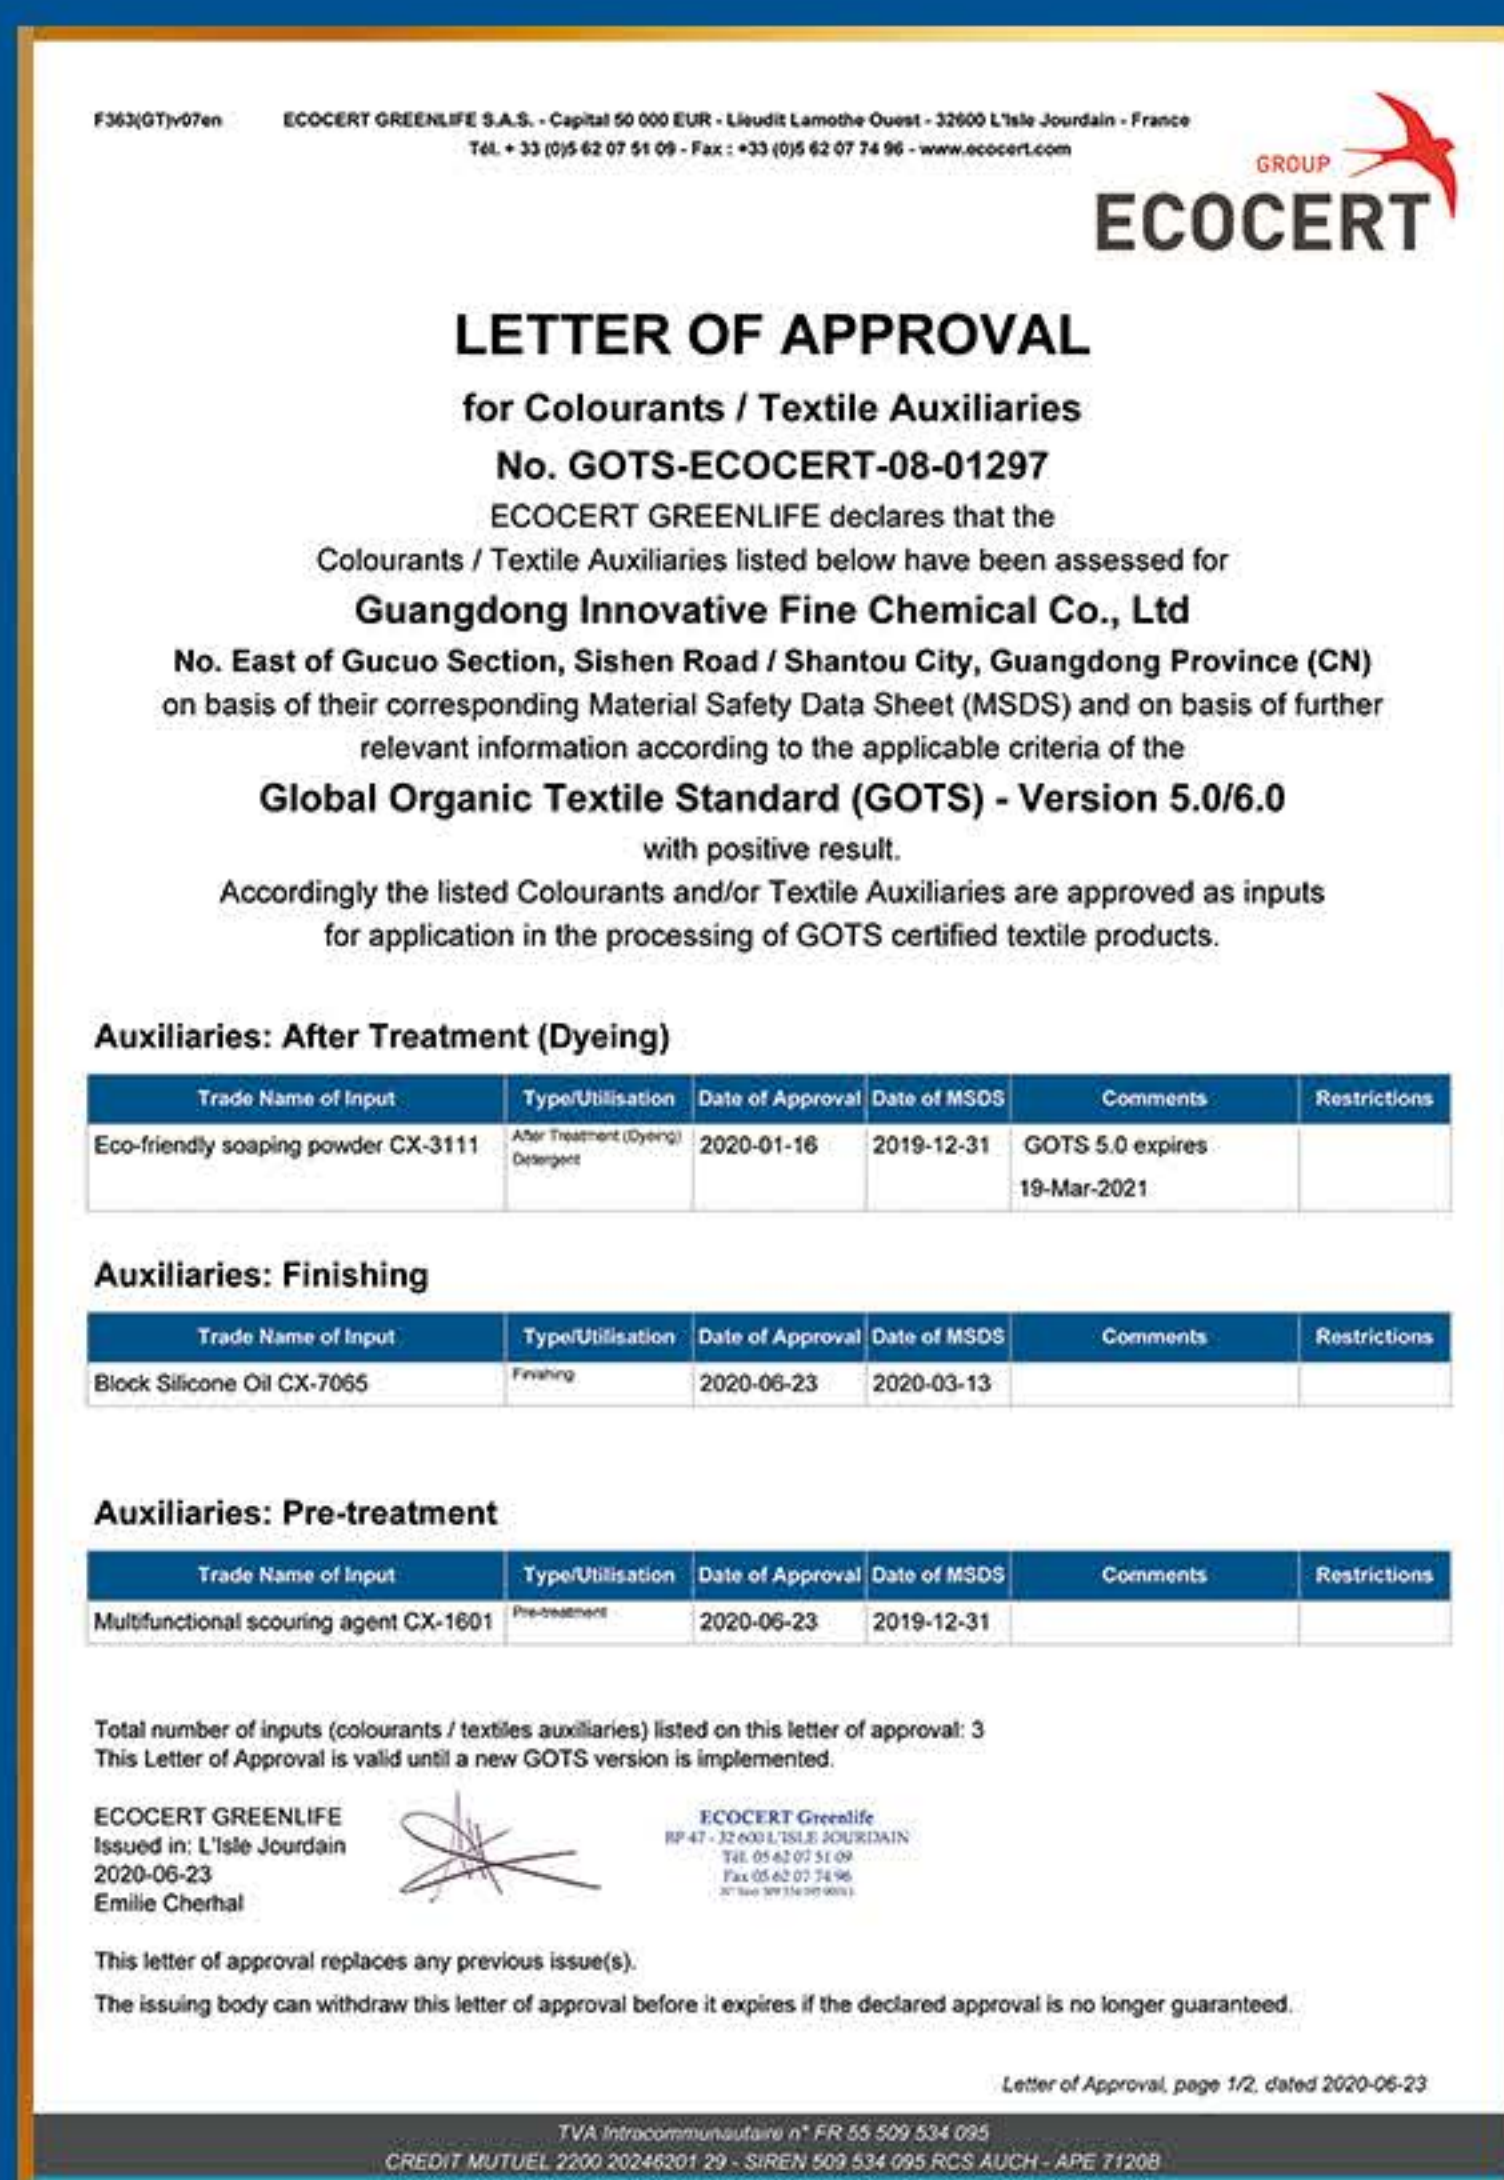 F363(GT)v07en
ECOCERT GREENLIFE S.A.S. - Capital 50 000 EUR - Lieudit Lamothe Ouest - 32600 L'Isle Jourdain - France
Tél. + 33 (0)5 62 07 51 09 - Fax : +33 (0)5 62 07 74 96 - www.ecocert.com
GROUP
ECOCERT
LETTER OF APPROVAL
for Colourants / Textile Auxiliaries
No. GOTS-ECOCERT-08-01297
ECOCERT GREENLIFE declares that the
Colourants / Textile Auxiliaries listed below have been assessed for
Guangdong Innovative Fine Chemical Co., Ltd
No. East of Gucuo Section, Sishen Road / Shantou City, Guangdong Province (CN)
on basis of their corresponding Material Safety Data Sheet (MSDS) and on basis of further
relevant information according to the applicable criteria of the
Global Organic Textile Standard (GOTS) - Version 5.0/6.0
with positive result.
Accordingly the listed Colourants and/or Textile Auxiliaries are approved as inputs
for application in the processing of GOTS certified textile products.
Auxiliaries: After Treatment (Dyeing)
Trade Name of Input Type/Utilisation Date of Approval Date of MSDS Comments Restrictions
Eco-friendly soaping powder CX-3111 After Treatment (Dyeing) 2020-01-16 2019-12-31 GOTS 5.0 expires
Detergent 19-Mar-2021
Auxiliaries: Finishing
Trade Name of Input Type/Utilisation Date of Approval Date of MSDS Comments Restrictions
Block Silicone Oil CX-7065 Finishing 2020-06-23 2020-03-13
Auxiliaries: Pre-treatment
Trade Name of Input Type/Utilisation Date of Approval Date of MSDS Comments Restrictions
Multifunctional scouring agent CX-1601 Pre-treatment 2020-06-23 2019-12-31
Total number of inputs (colourants / textiles auxiliaries) listed on this letter of approval: 3
This Letter of Approval is valid until a new GOTS version is implemented.
ECOCERT GREENLIFE
Issued in: L'Isle Jourdain
2020-06-23
Emilie Cherhal
ECOCERT Greenlife
BP 47 - 32 600 L'ISLE JOURDAIN
Tél. 05 62 07 51 09
Fax 05 62 07 74 96
This letter of approval replaces any previous issue(s).
The issuing body can withdraw this letter of approval before it expires if the declared approval is no longer guaranteed.
Letter of Approval, page 1/2, dated 2020-06-23
TVA Intracommunautaire n° FR 55 509 534 095
CREDIT MUTUEL 2200 20246201 29 - SIREN 509 534 095 RCS AUCH - APE 7120B